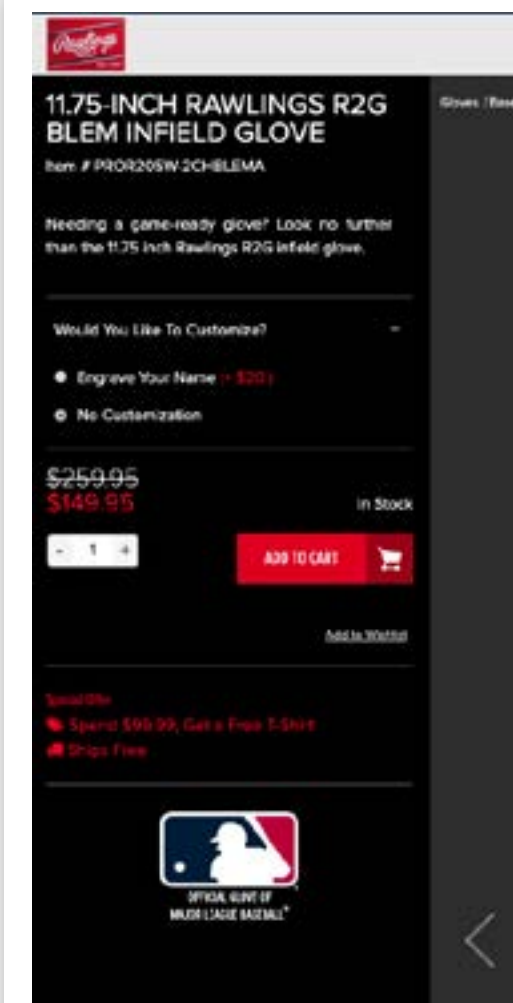 Rawlings
11.75-INCH RAWLINGS R2G
BLEM INFIELD GLOVE
Item # PROR205W-2CHBLEMA
Gloves /
Needing a game-ready glove? Look no further
than the 11.75 inch Rawlings R2G infield glove.
Would You Like To Customize?
Engrave Your Name (+ $20)
No Customization
$259.95
$149.95
In Stock
- 1 +
ADD TO CART
Add to Wishlist
Special Offer
Spend $99.99, Get a Free T-Shirt
Ships Free
OFFICIAL GLOVE OF
MAJOR LEAGUE BASEBALL